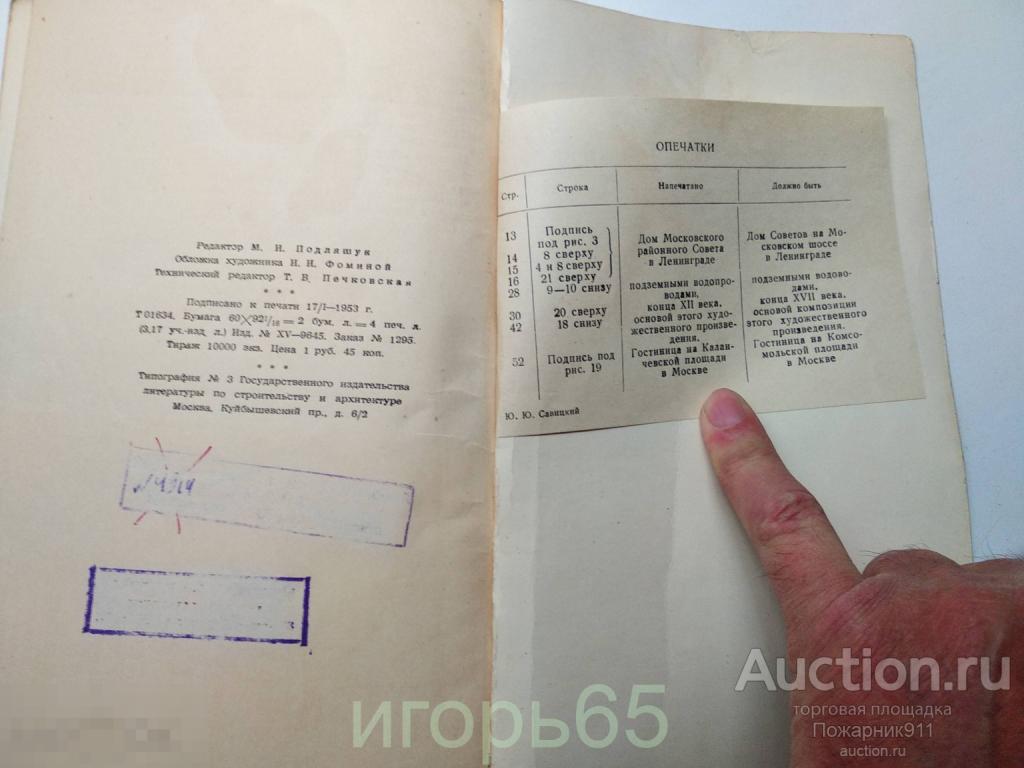 Редактор М. И. Подляшук
Обложка художника Н. И. Фоминой
Технический редактор Т. В. Печковская
* * *
Подписано к печати 17/I—1953 г.
Т 01634. Бумага 60×92 1/16=2 бум. л.=4 печ. л.
(3,17 уч.-изд. л.) Изд. № XV—9645. Заказ № 1295.
Тираж 10000 экз. Цена 1 руб. 45 коп.
* * *
Типография № 3 Государственного издательства
литературы по строительству и архитектуре
Москва, Куйбышевский пр., д. 6/2
ОПЕЧАТКИ
Стр. Строка Напечатано Должно быть
13 Подпись под рис. 3
14 8 сверху
15 4 и 8 сверху
16 21 сверху
Дом Московского районного Совета в Ленинграде
Дом Советов на Московском шоссе в Ленинграде
28 9—10 снизу подземными водопроводами, подземными водоводами,
30 20 сверху конца XII века. конца XVII века.
42 18 снизу основой этого художественного произведения. основой композиции этого художественного произведения.
52 Подпись под рис. 19 Гостиница на Каланчевской площади в Москве Гостиница на Комсомольской площади в Москве
Ю. Ю. Савицкий
игорь65
Auction.ru
торговая площадка
Пожарник911
auction.ru